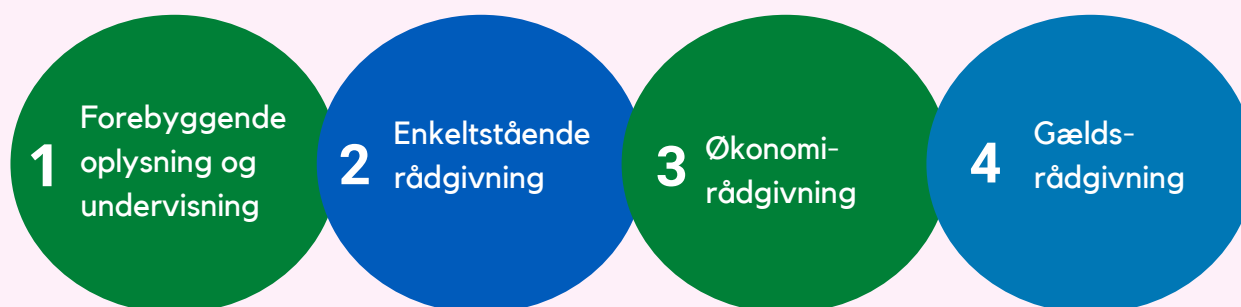 1
Forebyggende
oplysning og
undervisning
2
Enkeltstående
rådgivning
3
Økonomi-
rådgivning
4
Gælds-
rådgivning